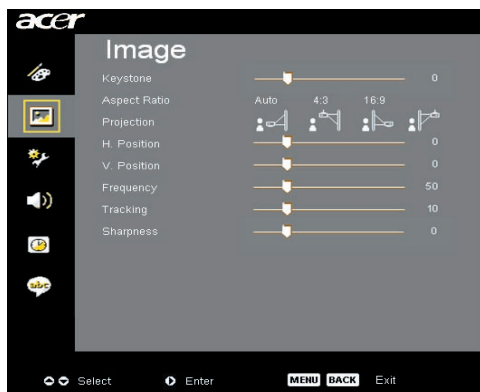 acer
Image
Keystone 0
Aspect Ratio Auto 4:3 16:9
Projection
H. Position 0
V. Position 0
Frequency 50
Tracking 10
Sharpness 0
abc
Select Enter MENU BACK Exit